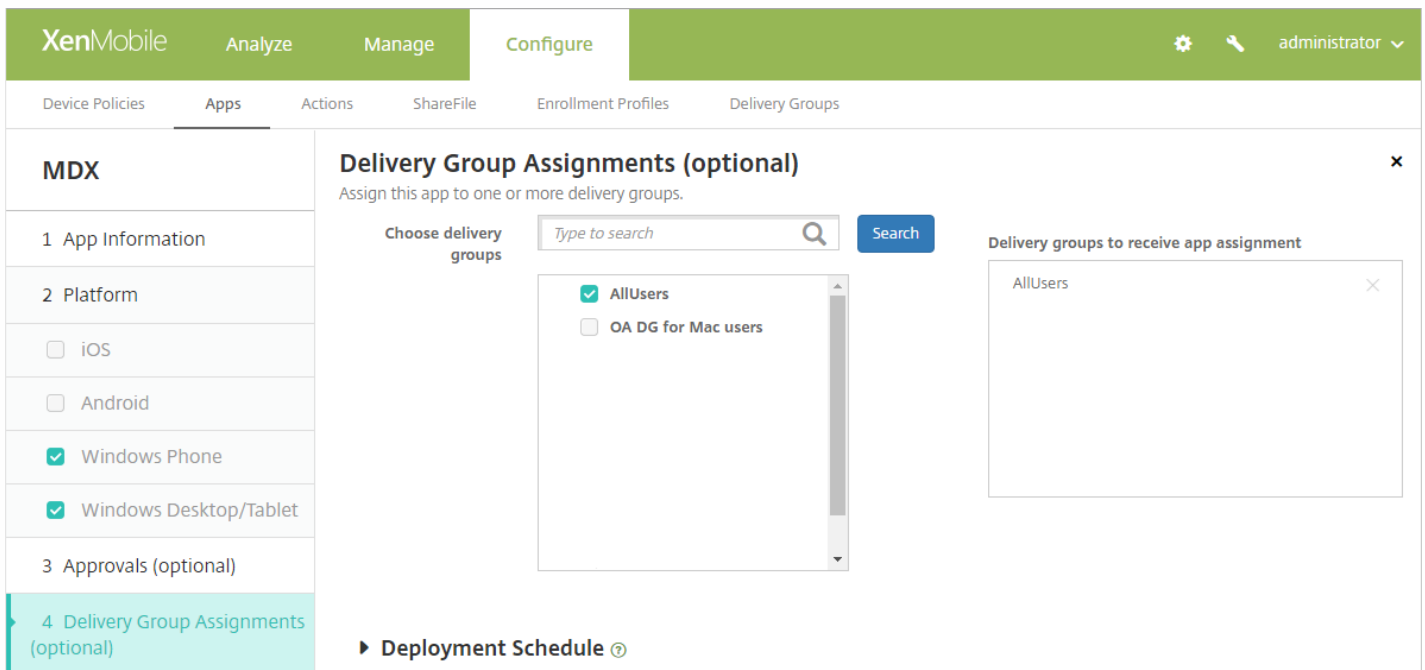 XenMobile Analyze Manage Configure administrator
Device Policies Apps Actions ShareFile Enrollment Profiles Delivery Groups
MDX
1 App Information
2 Platform
iOS
Android
Windows Phone
Windows Desktop/Tablet
3 Approvals (optional)
4 Delivery Group Assignments
(optional)
Delivery Group Assignments (optional)
Assign this app to one or more delivery groups.
Choose delivery
groups
Type to search
Search
AllUsers
OA DG for Mac users
Delivery groups to receive app assignment
AllUsers
Deployment Schedule ?